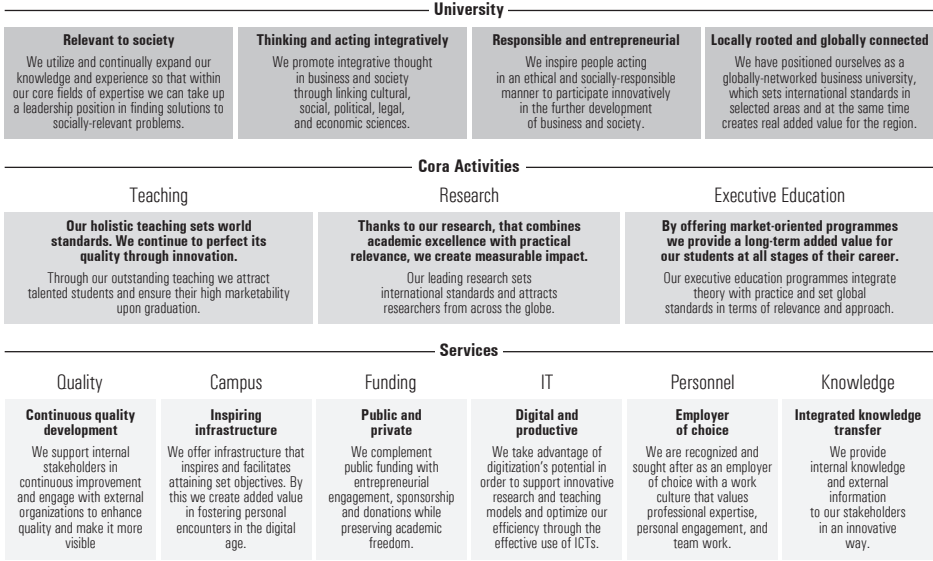 University
Relevant to society
We utilize and continually expand our
knowledge and experience so that within
our core fields of expertise we can take up
a leadership position in finding solutions to
socially-relevant problems.
Thinking and acting integratively
We promote integrative thought
in business and society
through linking cultural,
social, political, legal,
and economic sciences.
Responsible and entrepreneurial
We inspire people acting
in an ethical and socially-responsible
manner to participate innovatively
in the further development
of business and society.
Locally rooted and globally connected
We have positioned ourselves as a
globally-networked business university,
which sets international standards in
selected areas and at the same time
creates real added value for the region.
Cora Activities
Teaching
Our holistic teaching sets world
standards. We continue to perfect its
quality through innovation.
Through our outstanding teaching we attract
talented students and ensure their high marketability
upon graduation.
Research
Thanks to our research, that combines
academic excellence with practical
relevance, we create measurable impact.
Our leading research sets
international standards and attracts
researchers from across the globe.
Executive Education
By offering market-oriented programmes
we provide a long-term added value for
our students at all stages of their career.
Our executive education programmes integrate
theory with practice and set global
standards in terms of relevance and approach.
Services
Quality
Continuous quality
development
We support internal
stakeholders in
continuous improvement
and engage with external
organizations to enhance
quality and make it more
visible
Campus
Inspiring
infrastructure
We offer infrastructure that
inspires and facilitates
attaining set objectives. By
this we create added value
in fostering personal
encounters in the digital
age.
Funding
Public and
private
We complement
public funding with
entrepreneurial
engagement, sponsorship
and donations while
preserving academic
freedom.
IT
Digital and
productive
We take advantage of
digitization's potential in
order to support innovative
research and teaching
models and optimize our
efficiency through the
effective use of ICTs.
Personnel
Employer
of choice
We are recognized and
sought after as an employer
of choice with a work
culture that values
professional expertise,
personal engagement, and
team work.
Knowledge
Integrated knowledge
transfer
We provide
internal knowledge
and external
information
to our stakeholders
in an innovative
way.